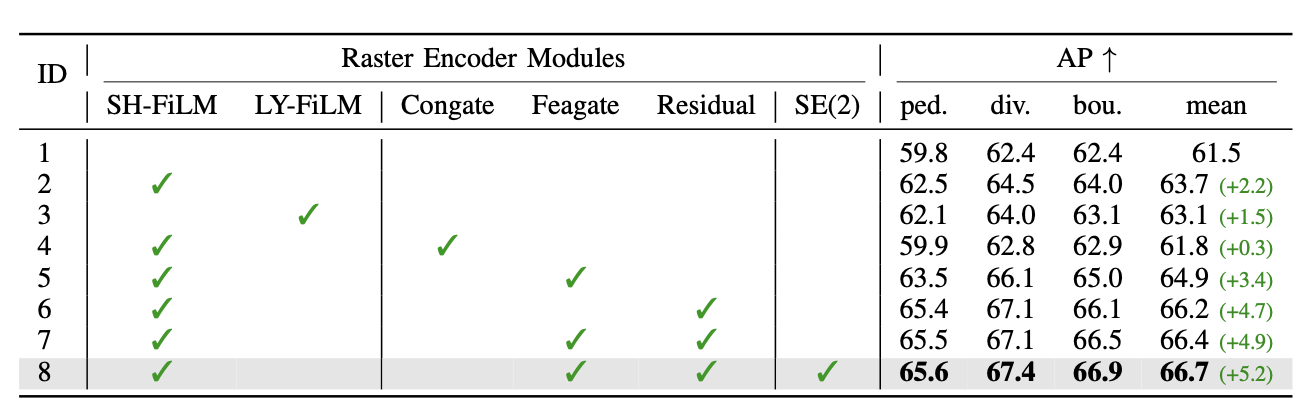 ID Raster Encoder Modules AP ↑
SH-FiLM LY-FiLM Congate Feagate Residual SE(2) ped. div. bou. mean
1 59.8 62.4 62.4 61.5
2 ✓ 62.5 64.5 64.0 63.7 (+2.2)
3 ✓ 62.1 64.0 63.1 63.1 (+1.5)
4 ✓ ✓ 59.9 62.8 62.9 61.8 (+0.3)
5 ✓ ✓ 63.5 66.1 65.0 64.9 (+3.4)
6 ✓ ✓ 65.4 67.1 66.1 66.2 (+4.7)
7 ✓ ✓ ✓ 65.5 67.1 66.5 66.4 (+4.9)
8 ✓ ✓ ✓ ✓ 65.6 67.4 66.9 66.7 (+5.2)